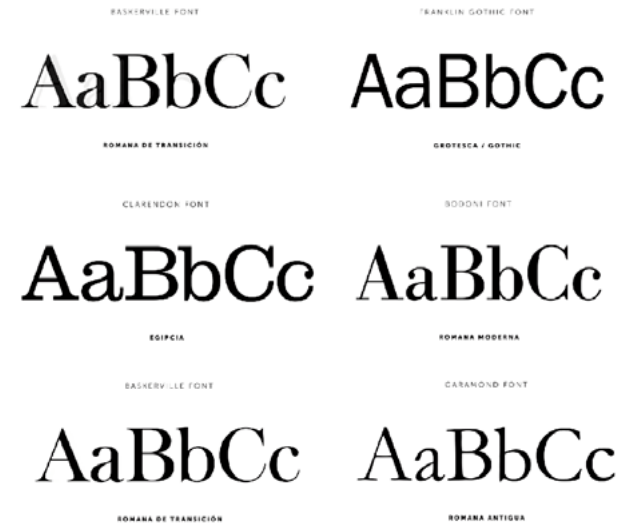 BASKERVILLE FONT
AaBbCc
ROMANA DE TRANSICIÓN
FRANKLIN GOTHIC FONT
AaBbCc
GROTESCA / GOTHIC
CLARENDON FONT
AaBbCc
EGIPCIA
BODONI FONT
AaBbCc
ROMANA MODERNA
BASKERVILLE FONT
AaBbCc
ROMANA DE TRANSICIÓN
GARAMOND FONT
AaBbCc
ROMANA ANTIGUA